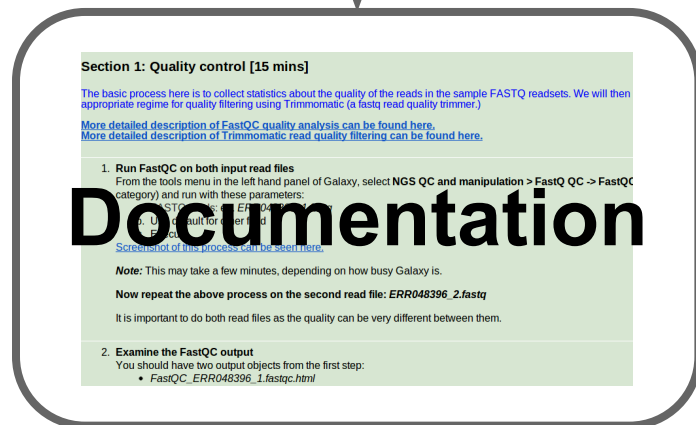 Section 1: Quality control [15 mins]
The basic process here is to collect statistics about the quality of the reads in the sample FASTQ readsets. We will then
appropriate regime for quality filtering using Trimmomatic (a fastq read quality trimmer.)
More detailed description of FastQC quality analysis can be found here.
More detailed description of Trimmomatic read quality filtering can be found here.
1. Run FastQC on both input read files
From the tools menu in the left hand panel of Galaxy, select NGS QC and manipulation > FastQ QC -> FastQC
category) and run with these parameters:
Documentation
Screenshot of this process can be seen here.
Note: This may take a few minutes, depending on how busy Galaxy is.
Now repeat the above process on the second read file: ERR048396_2.fastq
It is important to do both read files as the quality can be very different between them.
2. Examine the FastQC output
You should have two output objects from the first step:
• FastQC_ERR048396_1.fastqc.html